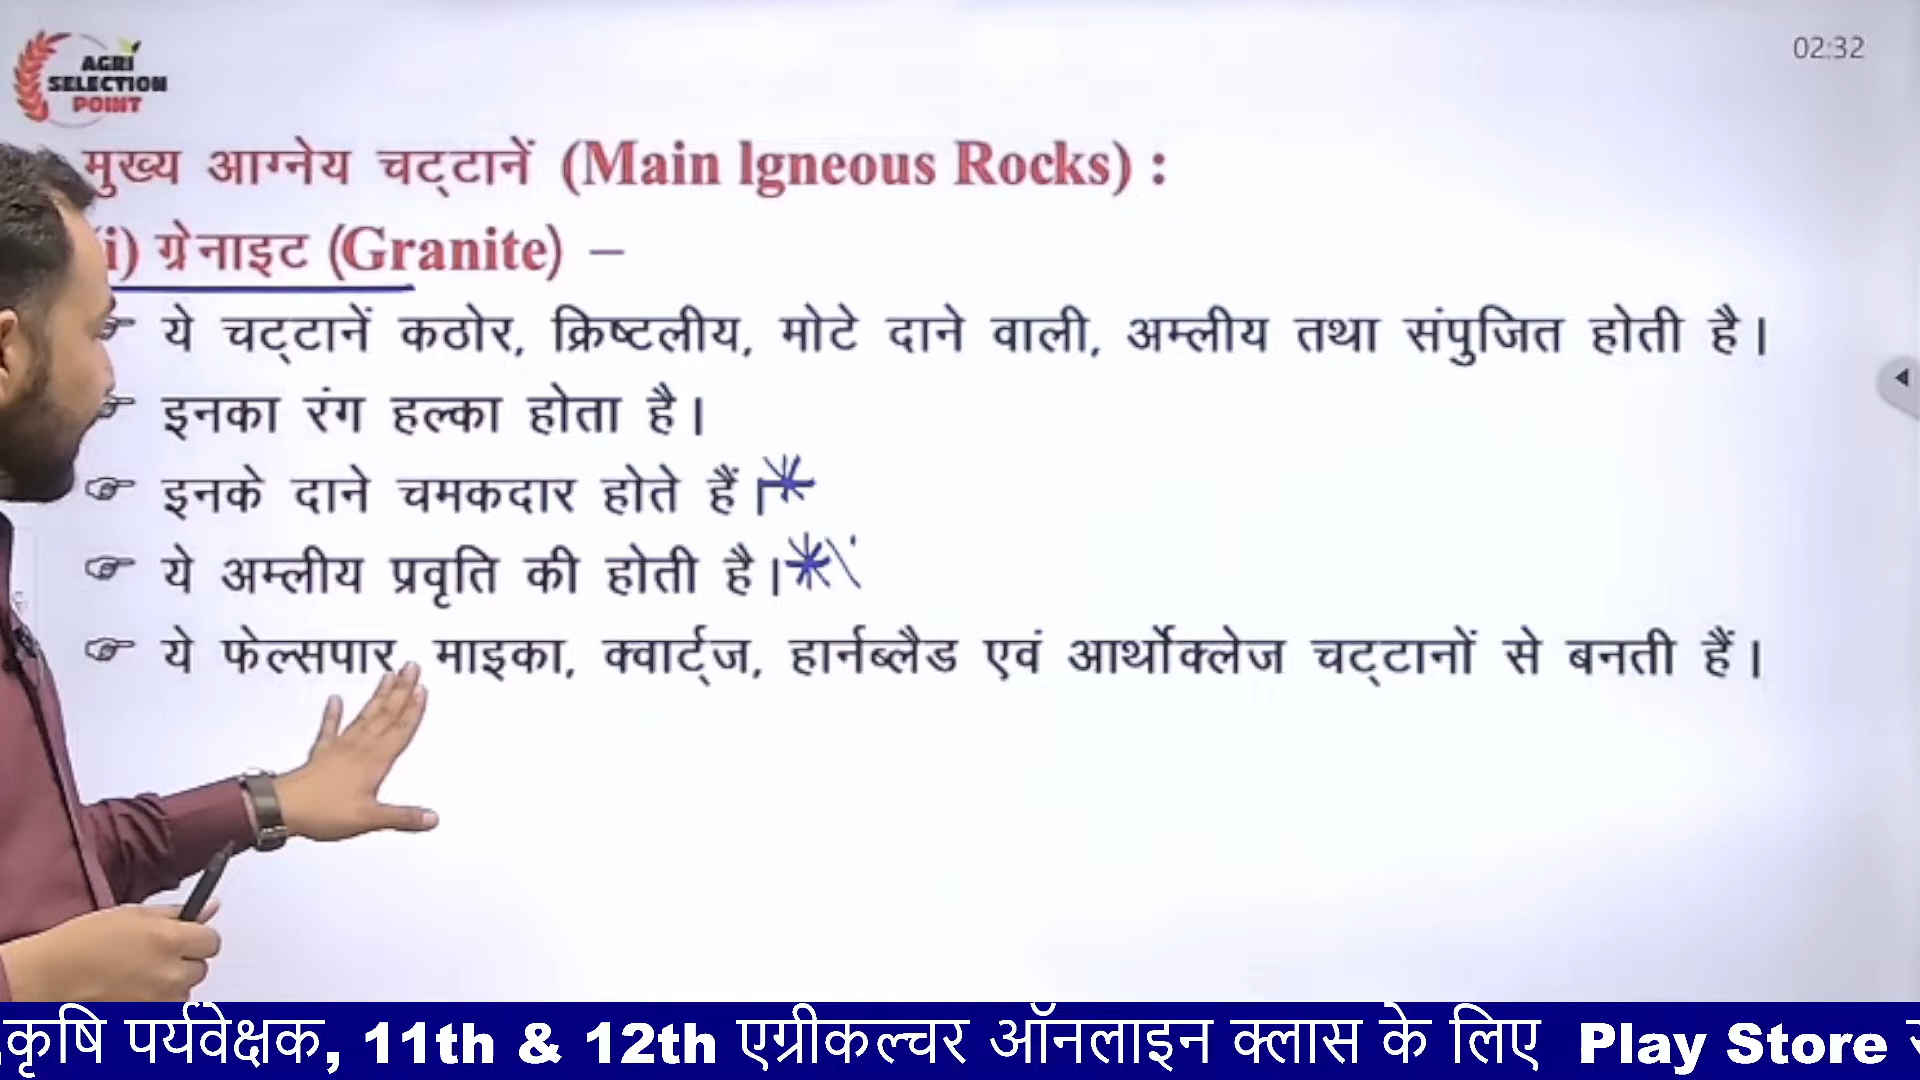 AGRI
SELECTION
POINT
02:32
मुख्य आग्नेय चट्टानें (Main Igneous Rocks) :
(i) ग्रेनाइट (Granite) –
☞ ये चट्टानें कठोर, क्रिष्टलीय, मोटे दाने वाली, अम्लीय तथा संपुजित होती है।
☞ इनका रंग हल्का होता है।
☞ इनके दाने चमकदार होते हैं।*
☞ ये अम्लीय प्रवृति की होती है।*
☞ ये फेल्सपार, माइका, क्वार्ट्ज, हार्नब्लैड एवं आर्थोक्लेज चट्टानों से बनती हैं।
कृषि पर्यवेक्षक, 11th & 12th एग्रीकल्चर ऑनलाइन क्लास के लिए Play Store